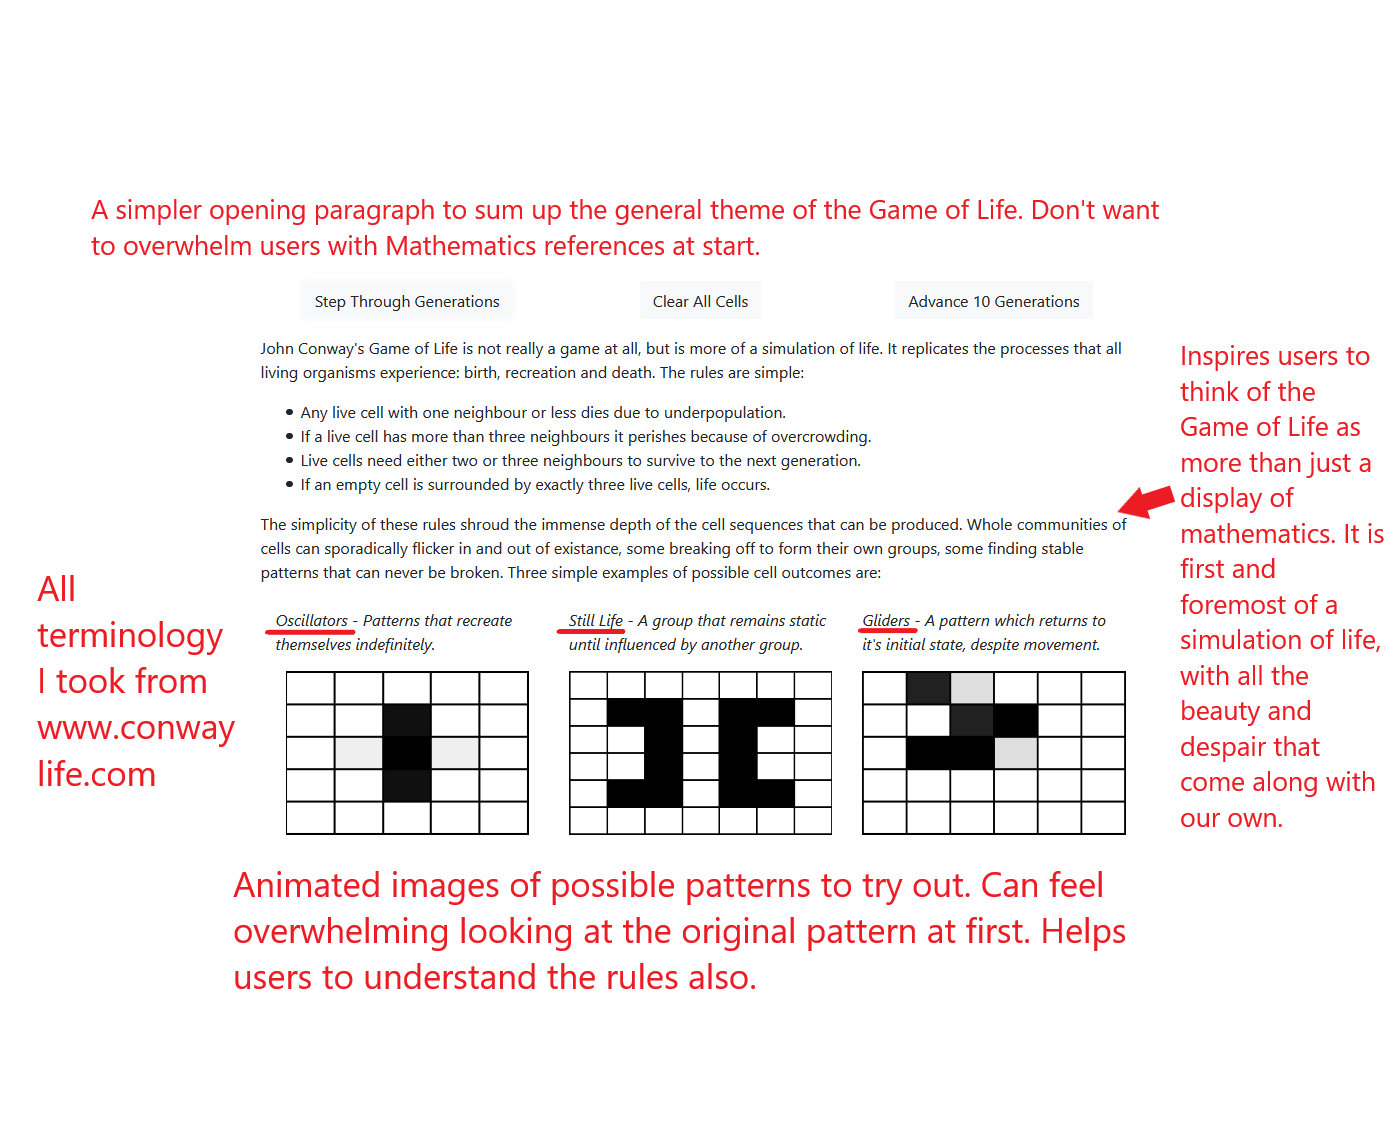 A simpler opening paragraph to sum up the general theme of the Game of Life. Don't want
to overwhelm users with Mathematics references at start.
Step Through Generations
Clear All Cells
Advance 10 Generations
John Conway's Game of Life is not really a game at all, but is more of a simulation of life. It replicates the processes that all
living organisms experience: birth, recreation and death. The rules are simple:
• Any live cell with one neighbour or less dies due to underpopulation.
• If a live cell has more than three neighbours it perishes because of overcrowding.
• Live cells need either two or three neighbours to survive to the next generation.
• If an empty cell is surrounded by exactly three live cells, life occurs.
The simplicity of these rules shroud the immense depth of the cell sequences that can be produced. Whole communities of
cells can sporadically flicker in and out of existance, some breaking off to form their own groups, some finding stable
patterns that can never be broken. Three simple examples of possible cell outcomes are:
Inspires users to
think of the
Game of Life as
more than just a
display of
mathematics. It is
first and
foremost of a
simulation of life,
with all the
beauty and
despair that
come along with
our own.
All
terminology
I took from
www.conway
life.com
Oscillators - Patterns that recreate
themselves indefinitely.
Still Life - A group that remains static
until influenced by another group.
Gliders - A pattern which returns to
it's initial state, despite movement.
Animated images of possible patterns to try out. Can feel
overwhelming looking at the original pattern at first. Helps
users to understand the rules also.